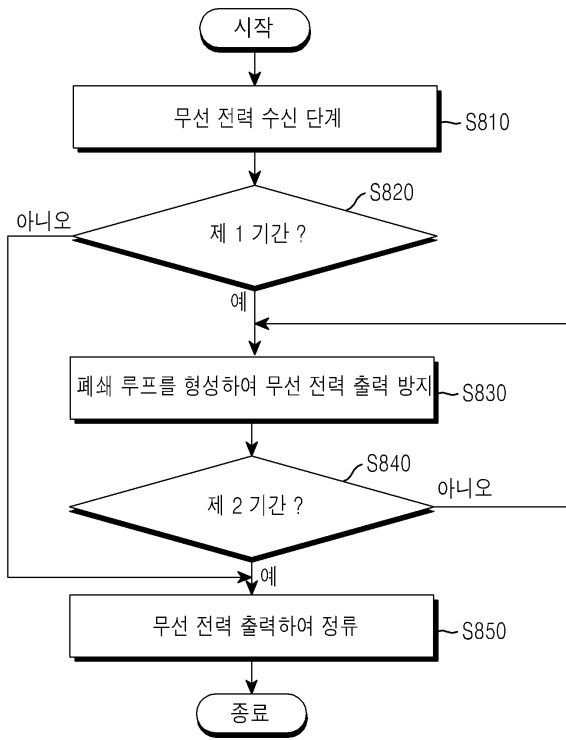 시작
무선 전력 수신 단계
S810
S820
아니오
제 1 기간 ?
예
폐쇄 루프를 형성하여 무선 전력 출력 방지
S830
S840
아니오
제 2 기간 ?
예
무선 전력 출력하여 정류
S850
종료